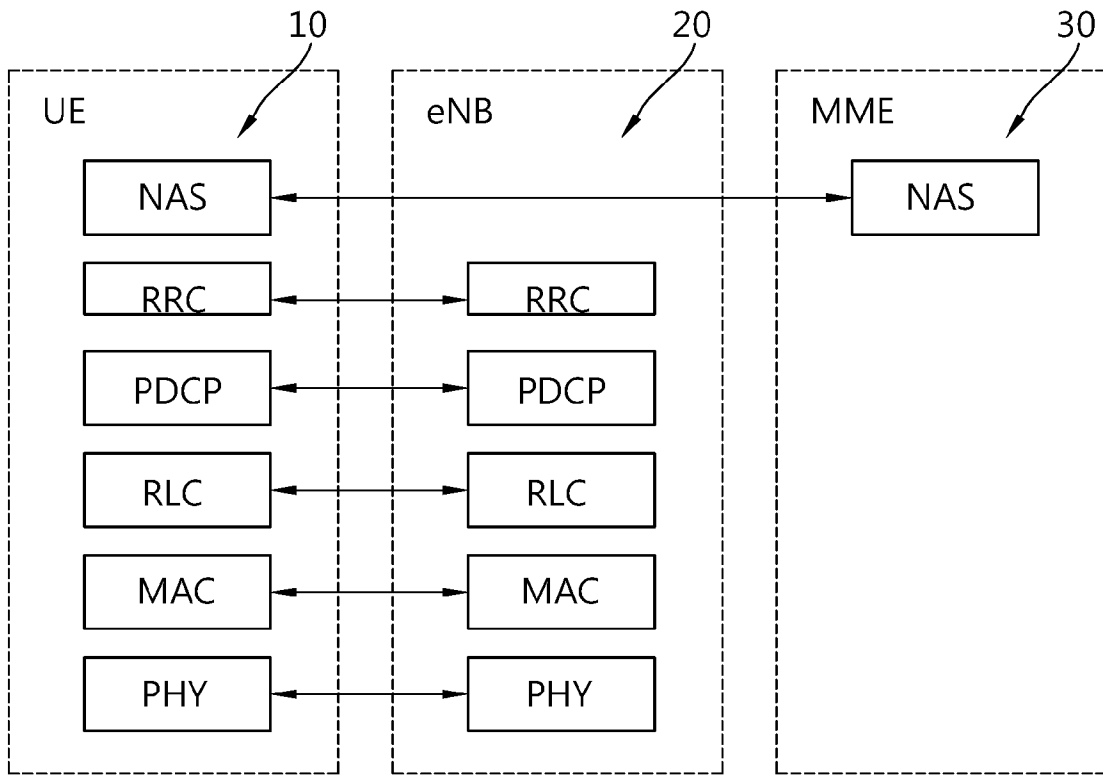 10 20 30
UE eNB MME
NAS NAS
RRC RRC
PDCP PDCP
RLC RLC
MAC MAC
PHY PHY